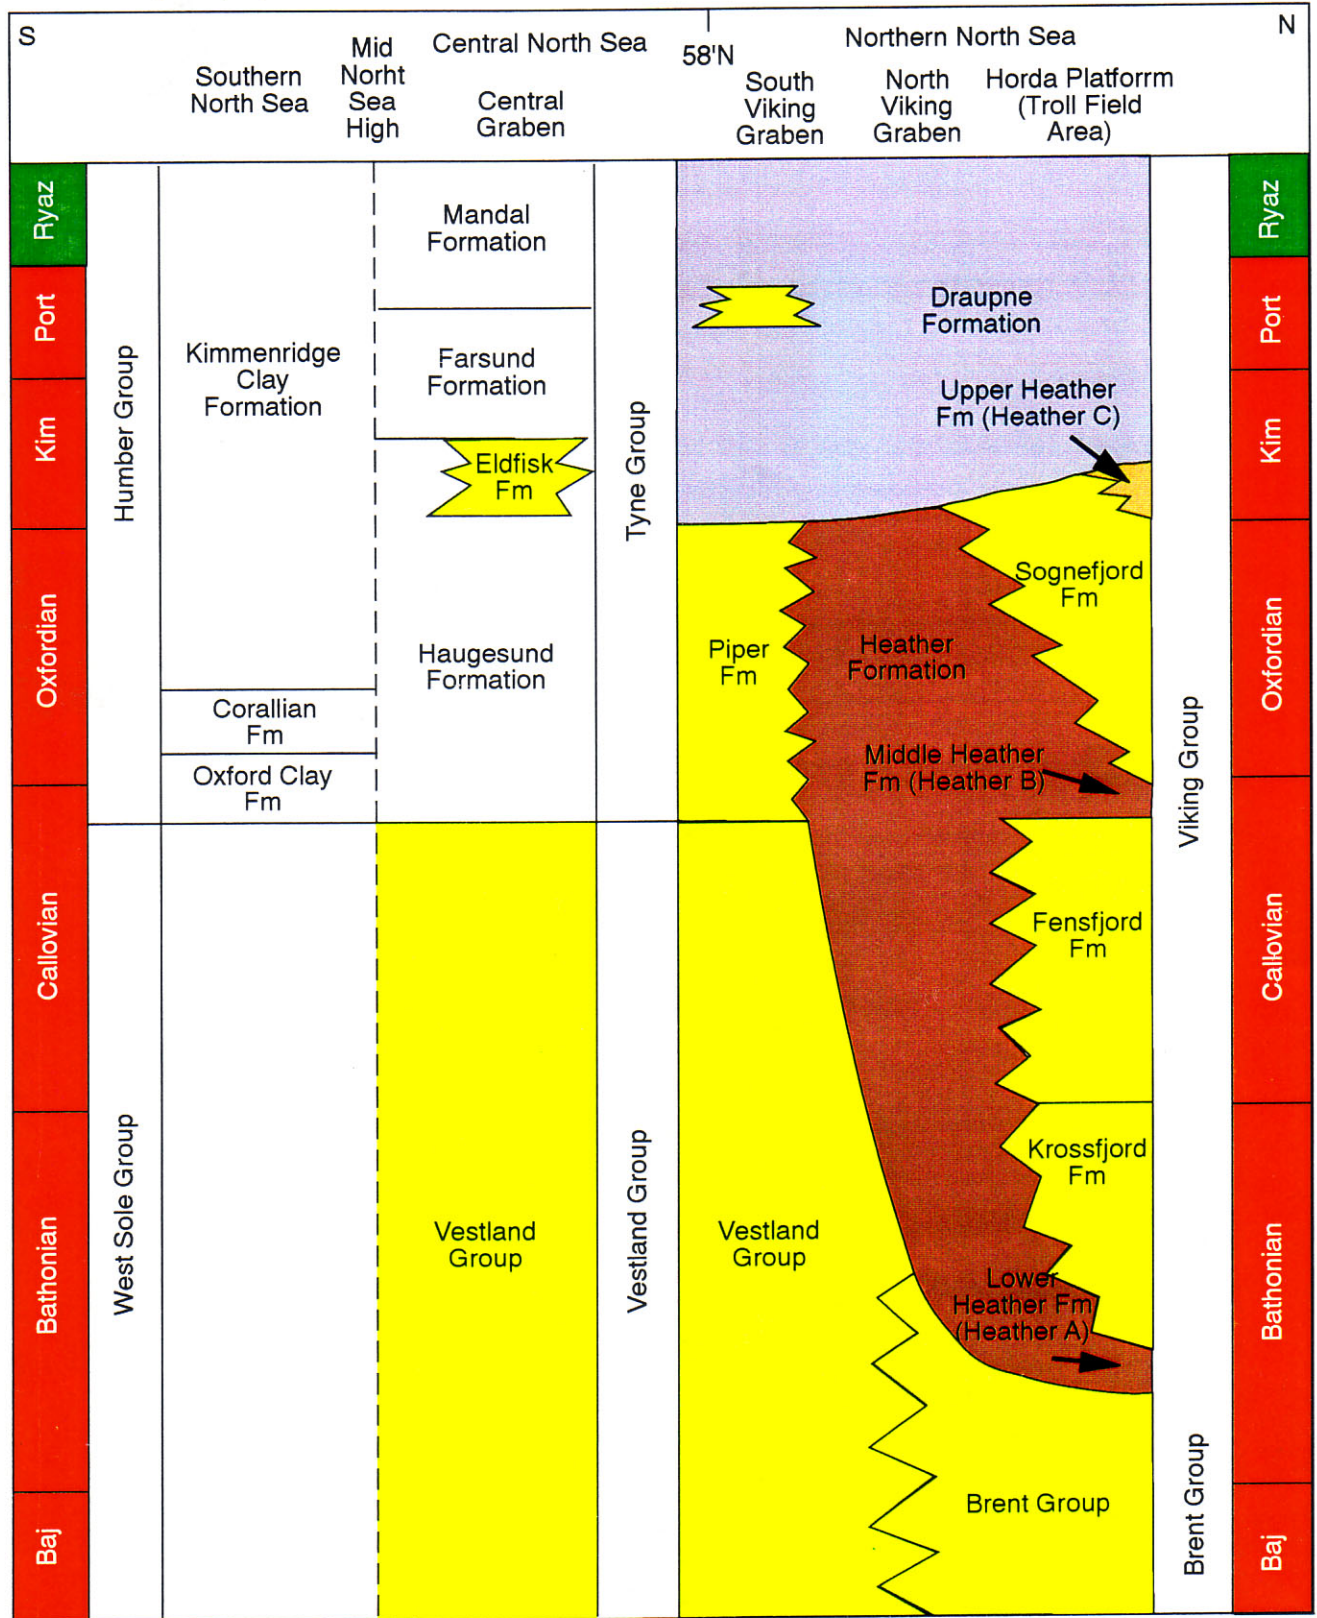 S
N
Southern
North Sea
Mid
Norht
Sea
High
Central North Sea
Central
Graben
58'N
Northern North Sea
South
Viking
Graben
North
Viking
Graben
Horda Platforrm
(Troll Field
Area)
Ryaz
Port
Kim
Oxfordian
Callovian
Bathonian
Baj
Humber Group
West Sole Group
Kimmenridge
Clay
Formation
Corallian
Fm
Oxford Clay
Fm
Mandal
Formation
Farsund
Formation
Eldfisk
Fm
Haugesund
Formation
Vestland
Group
Tyne Group
Vestland Group
Draupne
Formation
Upper Heather
Fm (Heather C)
Piper
Fm
Heather
Formation
Sognefjord
Fm
Middle Heather
Fm (Heather B)
Fensfjord
Fm
Krossfjord
Fm
Vestland
Group
Lower
Heather Fm
(Heather A)
Brent Group
Viking Group
Brent Group
Ryaz
Port
Kim
Oxfordian
Callovian
Bathonian
Baj